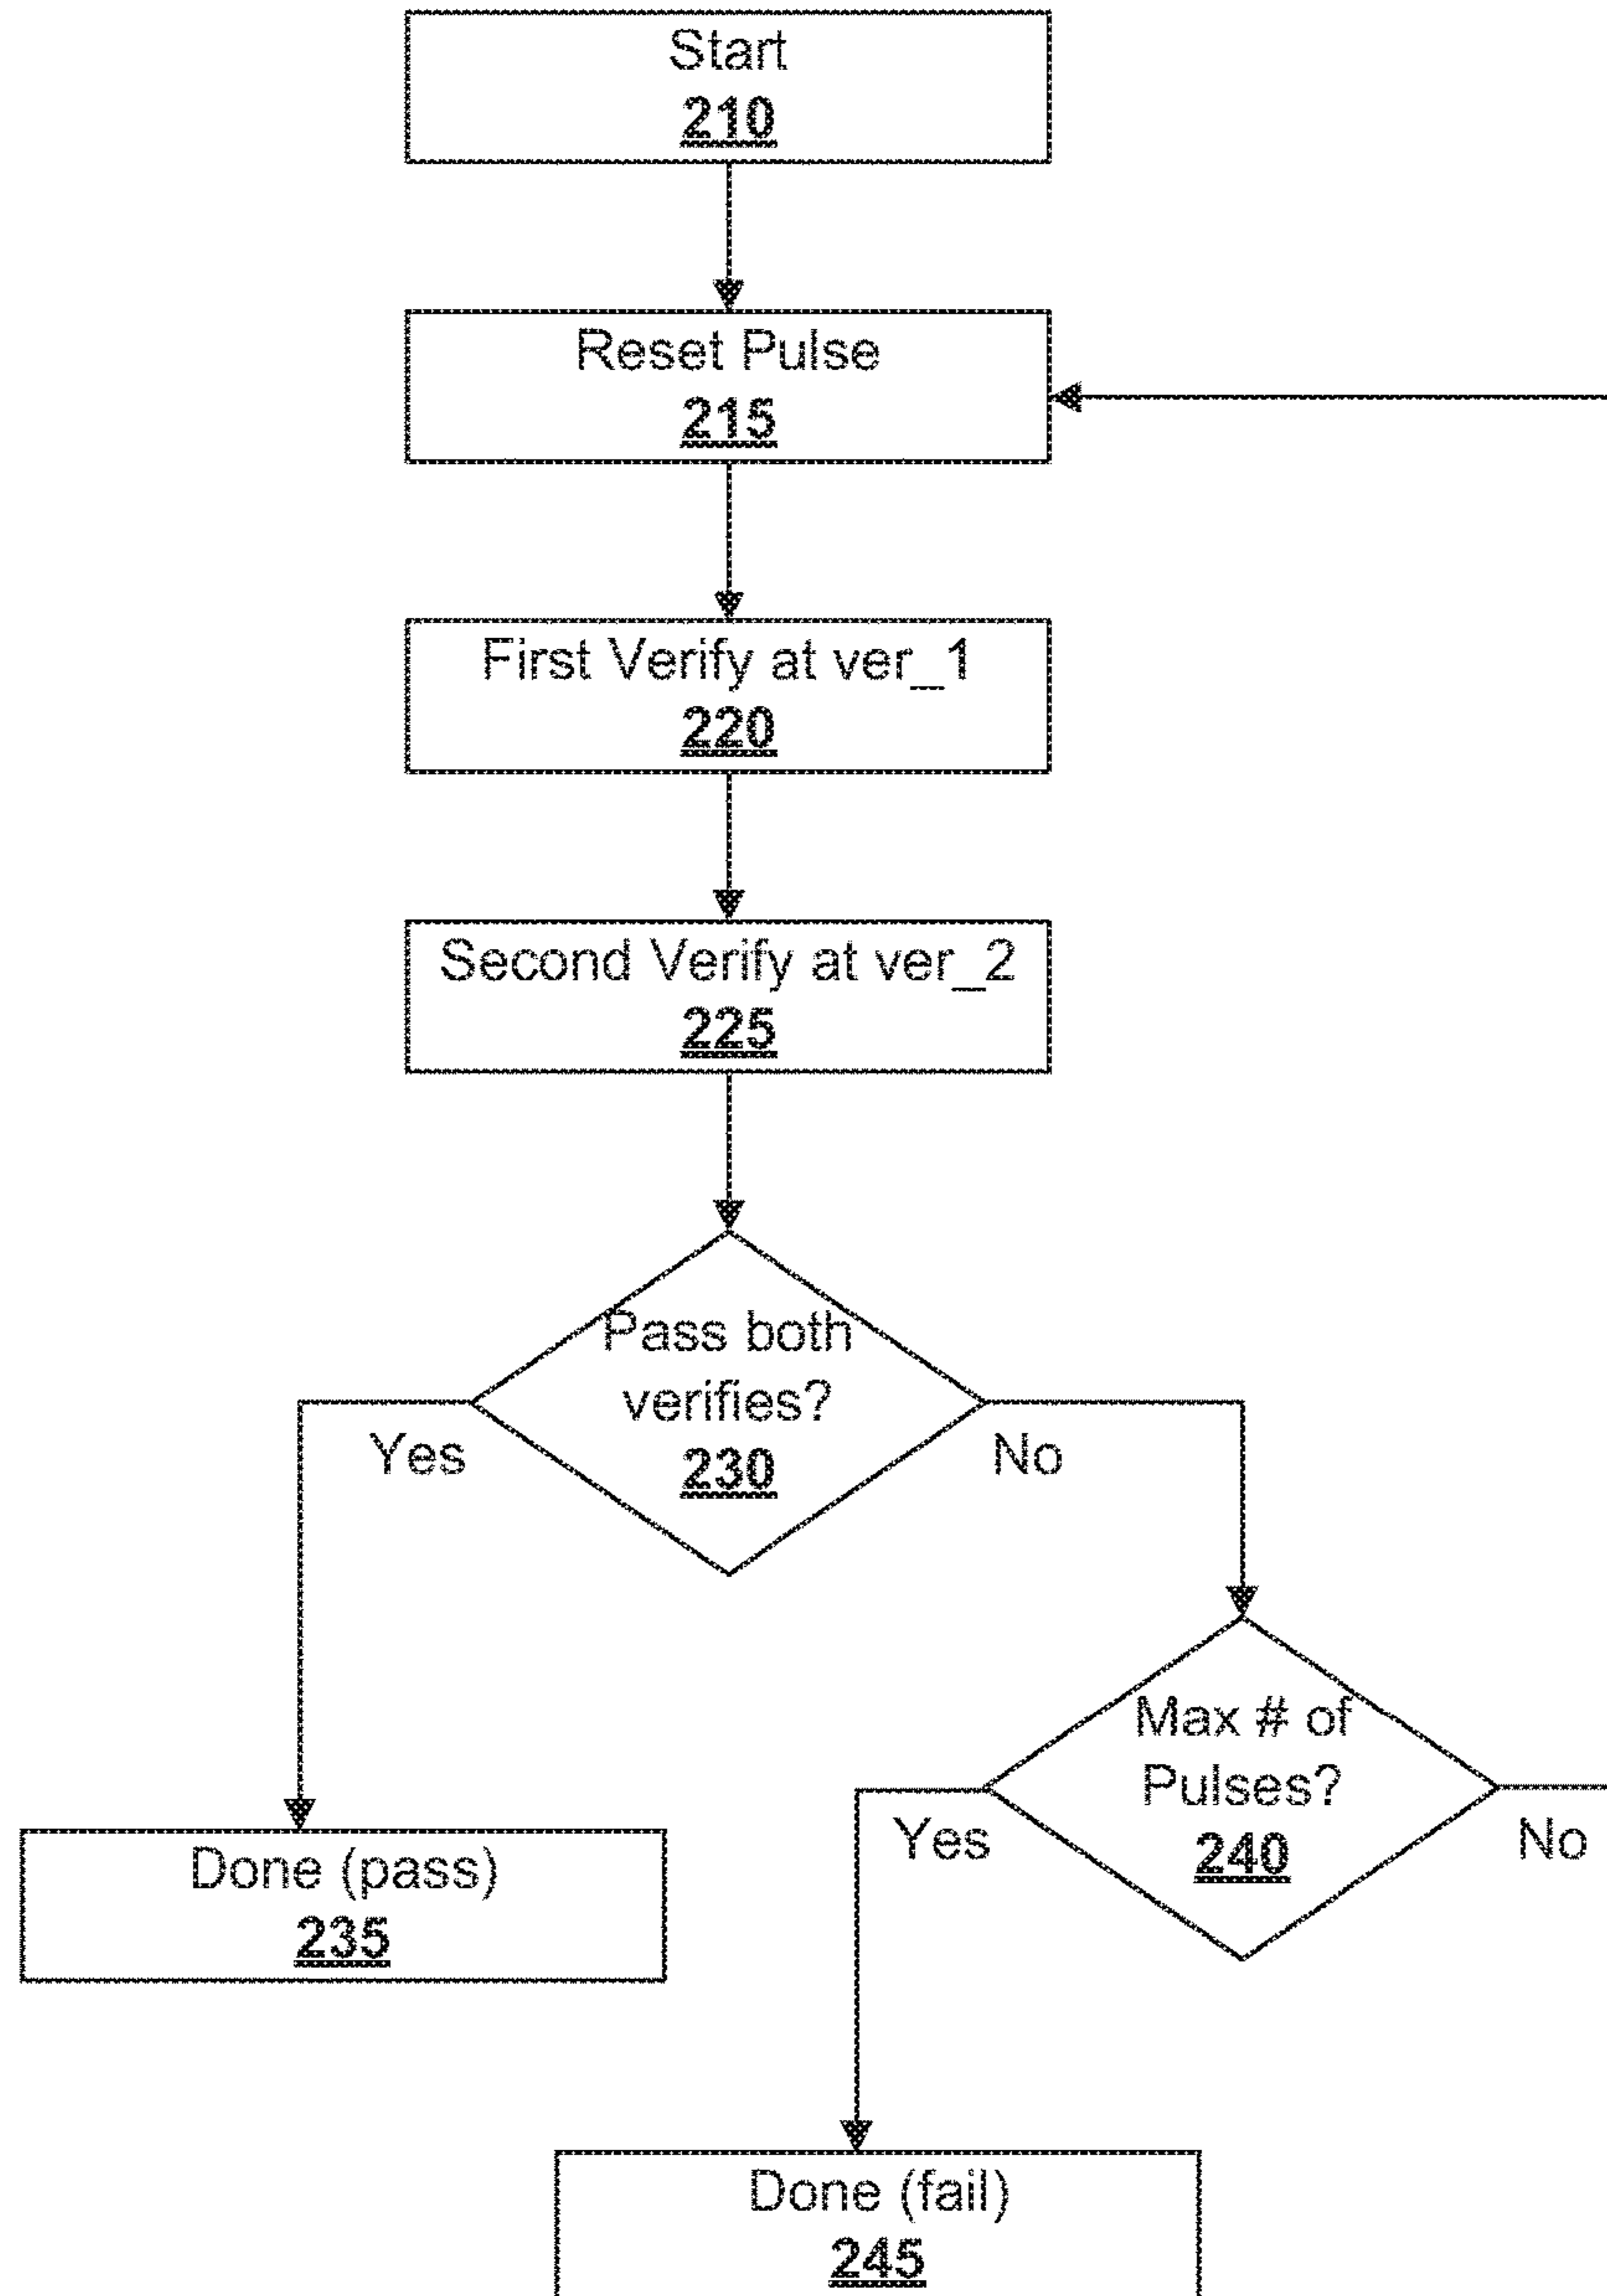 Start
210
Reset Pulse
215
First Verify at ver_1
220
Second Verify at ver_2
225
Pass both
verifies?
230
Yes
No
Max # of
Pulses?
240
Yes
No
Done (pass)
235
Done (fail)
245